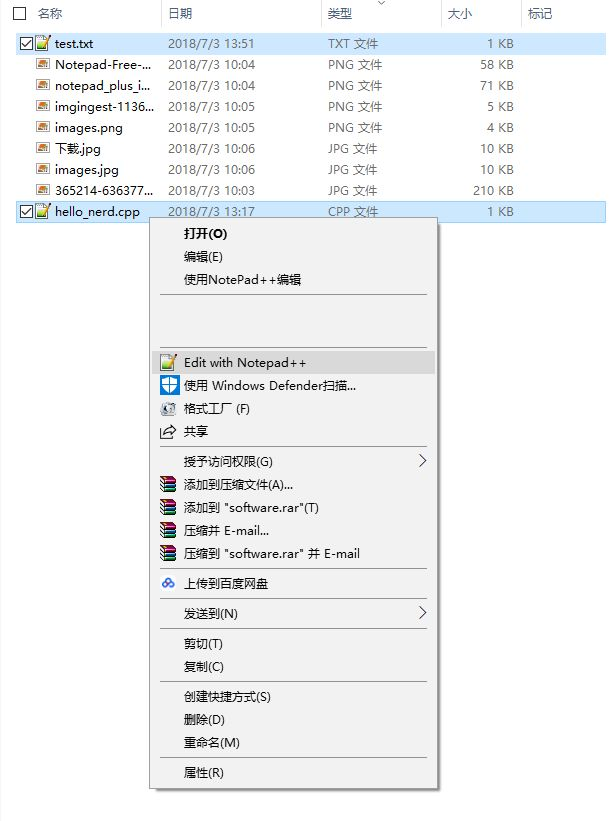 名称 日期 类型 大小 标记
test.txt 2018/7/3 13:51 TXT 文件 1 KB
Notepad-Free-... 2018/7/3 10:04 PNG 文件 58 KB
notepad_plus_i... 2018/7/3 10:04 PNG 文件 71 KB
imgingest-1136... 2018/7/3 10:05 PNG 文件 5 KB
images.png 2018/7/3 10:05 PNG 文件 4 KB
下载.jpg 2018/7/3 10:06 JPG 文件 10 KB
images.jpg 2018/7/3 10:06 JPG 文件 10 KB
365214-636377... 2018/7/3 10:03 JPG 文件 210 KB
hello_nerd.cpp 2018/7/3 13:17 CPP 文件 1 KB
打开(O)
编辑(E)
使用NotePad++编辑
Edit with Notepad++
使用 Windows Defender扫描...
格式工厂 (F)
共享
授予访问权限(G)
添加到压缩文件(A)...
添加到 "software.rar"(T)
压缩并 E-mail...
压缩到 "software.rar" 并 E-mail
上传到百度网盘
发送到(N)
剪切(T)
复制(C)
创建快捷方式(S)
删除(D)
重命名(M)
属性(R)